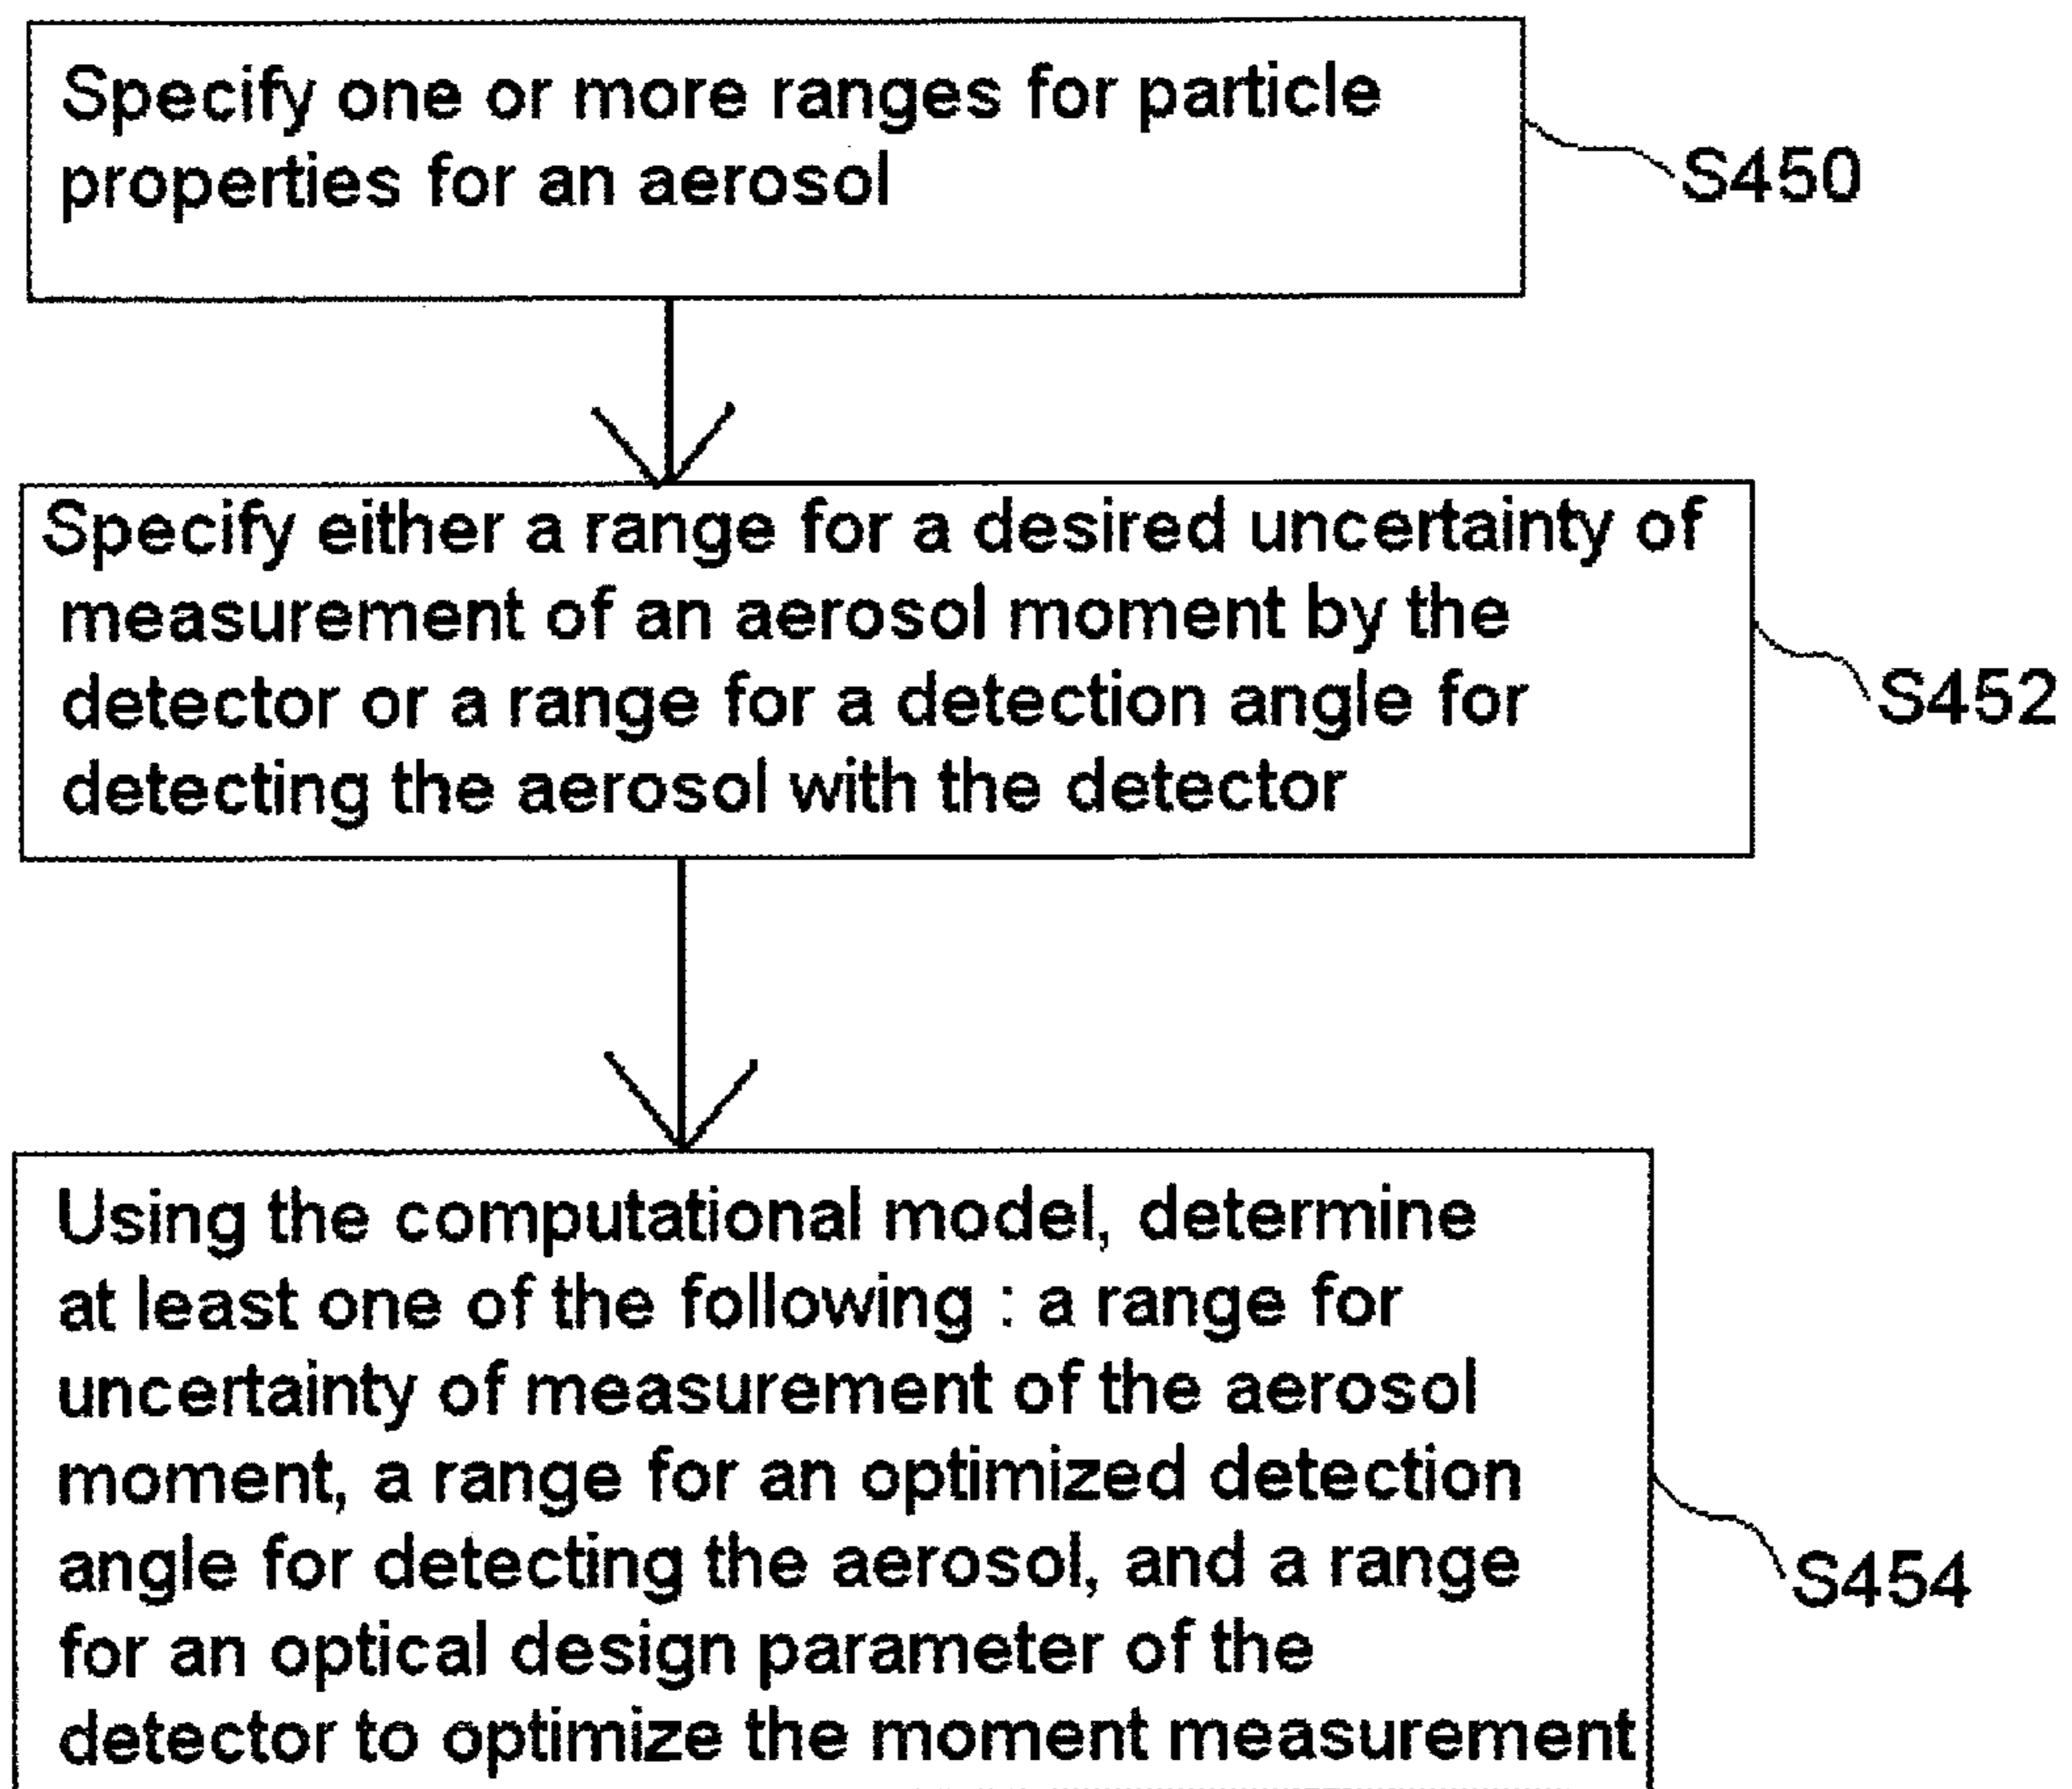 Specify one or more ranges for particle
properties for an aerosol
S450
Specify either a range for a desired uncertainty of
measurement of an aerosol moment by the
detector or a range for a detection angle for
detecting the aerosol with the detector
S452
Using the computational model, determine
at least one of the following : a range for
uncertainty of measurement of the aerosol
moment, a range for an optimized detection
angle for detecting the aerosol, and a range
for an optical design parameter of the
detector to optimize the moment measurement
S454